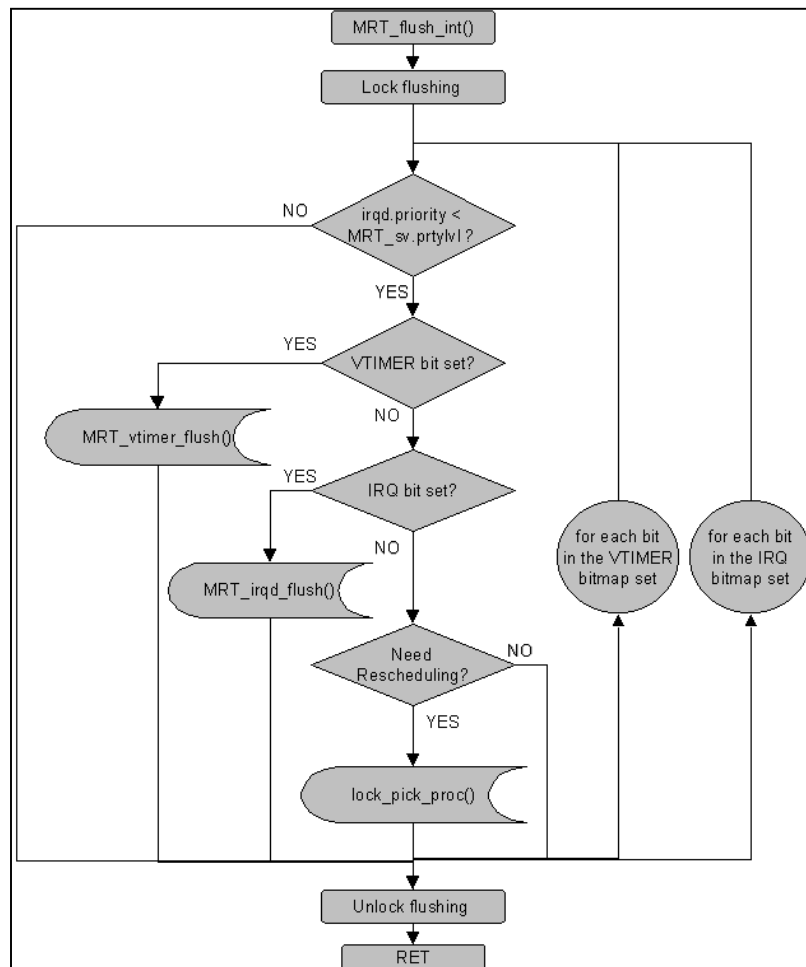 MRT_flush_int()
Lock flushing
NO
irqd.priority <
MRT_sv.prtylvl ?
YES
YES
VTIMER bit set?
NO
MRT_vtimer_flush()
YES
IRQ bit set?
NO
MRT_irqd_flush()
for each bit
in the VTIMER
bitmap set
for each bit
in the IRQ
bitmap set
Need
Rescheduling?
NO
YES
lock_pick_proc()
Unlock flushing
RET